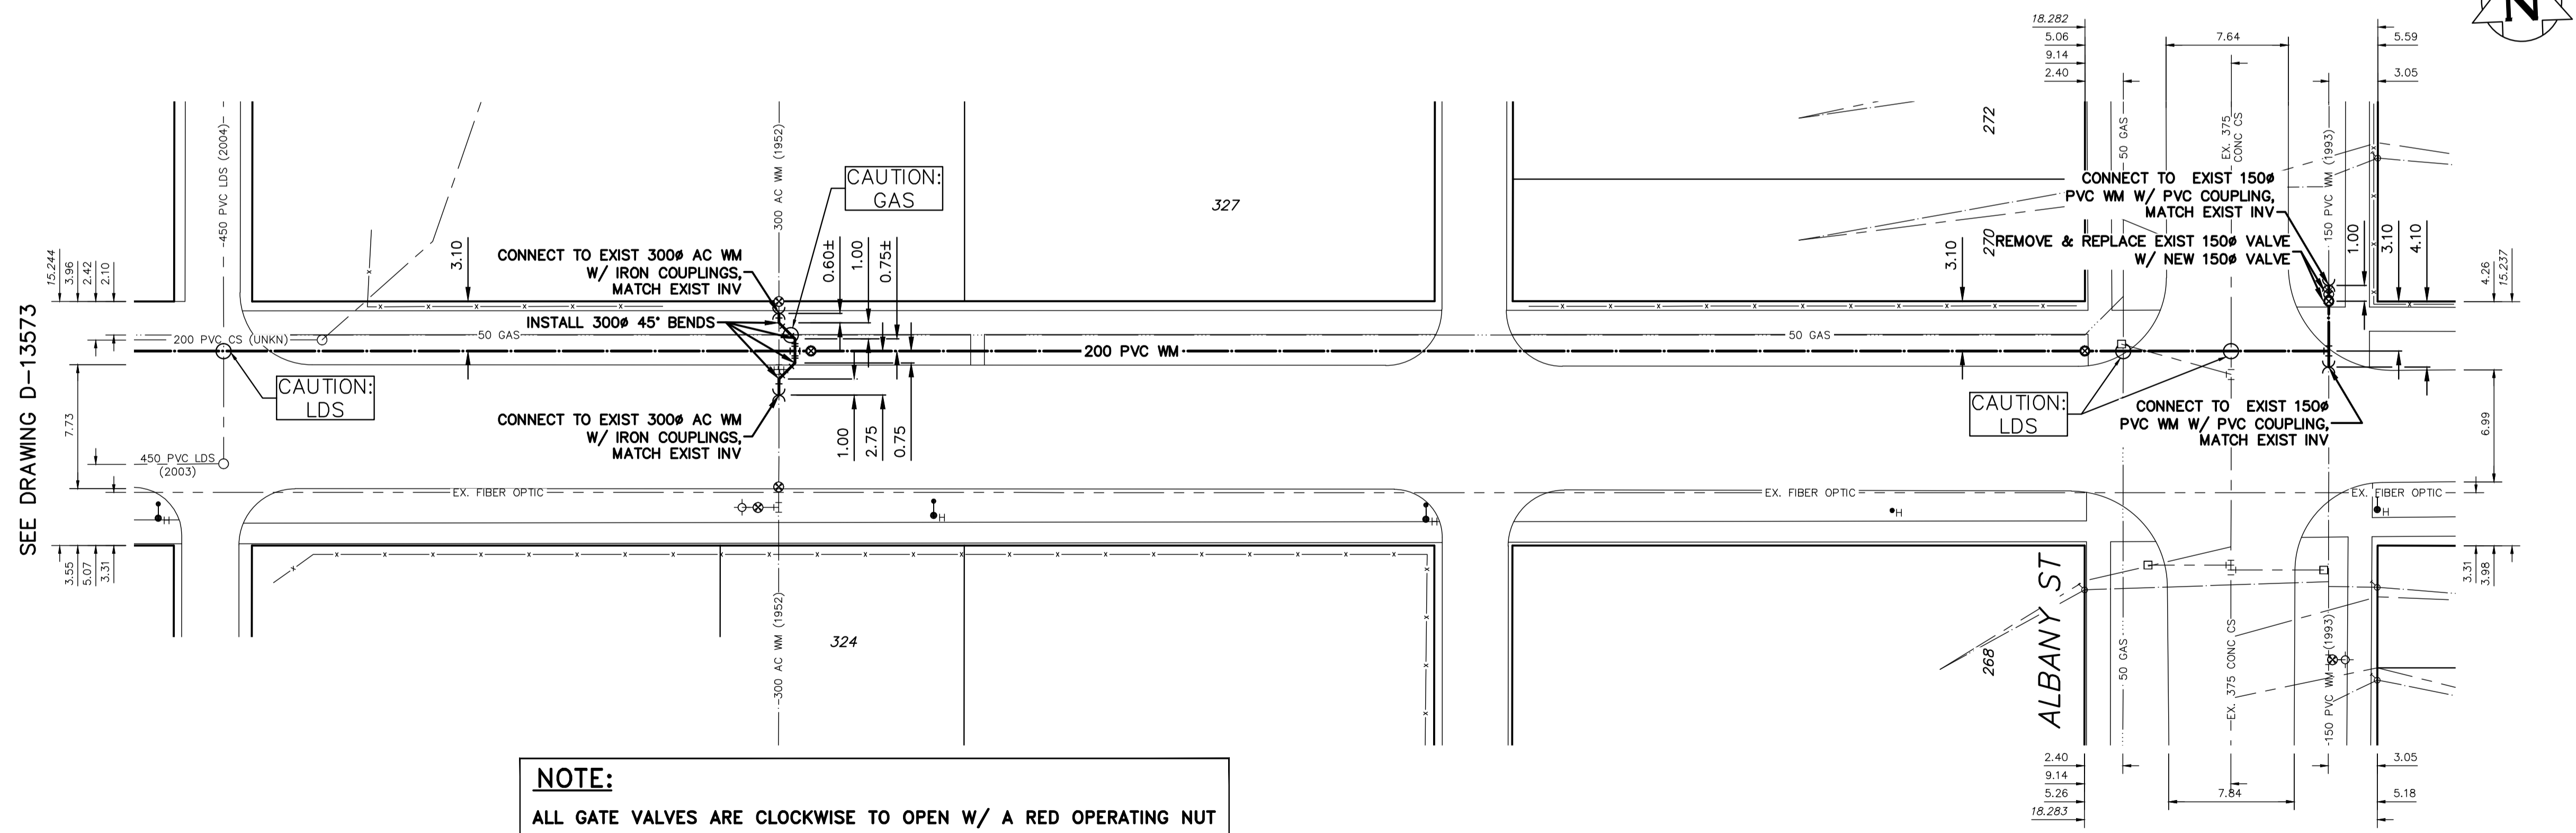 N
18.282
5.06
9.14
2.40
7.64
5.59
3.05
450 PVC LDS (2004)
300 AC WM (1952)
CAUTION:
GAS
327
272
270
50 GAS
EX. 375
CONC CS
150 PVC WM (1993)
CONNECT TO EXIST 150ø
PVC WM W/ PVC COUPLING,
MATCH EXIST INV
REMOVE & REPLACE EXIST 150ø VALVE
W/ NEW 150ø VALVE
1.00
3.10
4.10
4.26
15.237
15.244
3.96
2.42
2.10
3.10
CONNECT TO EXIST 300ø AC WM
W/ IRON COUPLINGS,
MATCH EXIST INV
0.60±
1.00
0.75±
3.10
INSTALL 300ø 45° BENDS
200 PVC CS (UNKN)
50 GAS
50 GAS
200 PVC WM
SEE DRAWING D-13573
CAUTION:
LDS
7.73
CONNECT TO EXIST 300ø AC WM
W/ IRON COUPLINGS,
MATCH EXIST INV
1.00
2.75
0.75
CAUTION:
LDS
CONNECT TO EXIST 150ø
PVC WM W/ PVC COUPLING,
MATCH EXIST INV
6.99
450 PVC LDS
(2003)
EX. FIBER OPTIC
EX. FIBER OPTIC
EX. FIBER OPTIC
H
H
H
H
H
3.55
5.07
3.31
3.31
3.98
300 AC WM (1952)
324
268
ALBANY ST
50 GAS
EX. 375 CONC CS
150 PVC WM (1993)
2.40
9.14
5.26
18.283
7.84
3.05
5.18
NOTE:
ALL GATE VALVES ARE CLOCKWISE TO OPEN W/ A RED OPERATING NUT